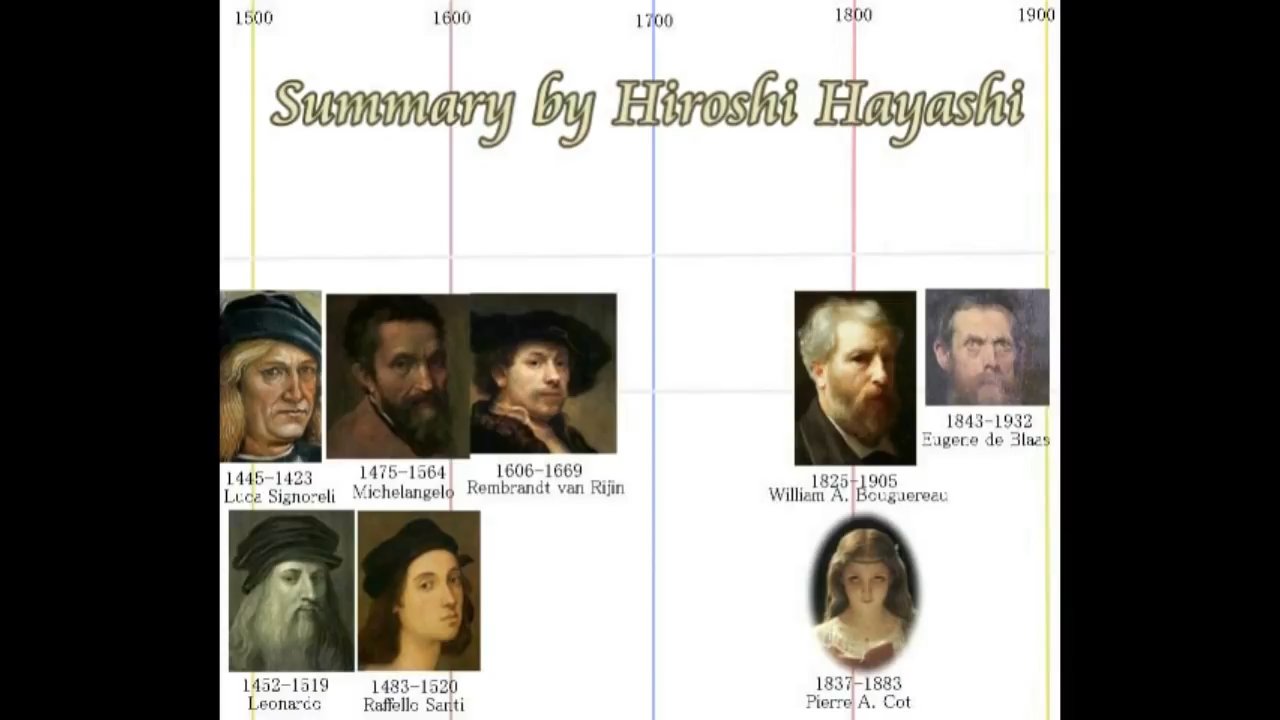 1500 1600 1700 1800 1900
Summary by Hiroshi Hayashi
1445-1423
Luca Signoreli
1475-1564
Michelangelo
1606-1669
Rembrandt van Rijin
1825-1905
William A. Bouguereau
1843-1932
Eugene de Blaas
1452-1519
Leonardo
1483-1520
Raffello Santi
1837-1883
Pierre A. Cot